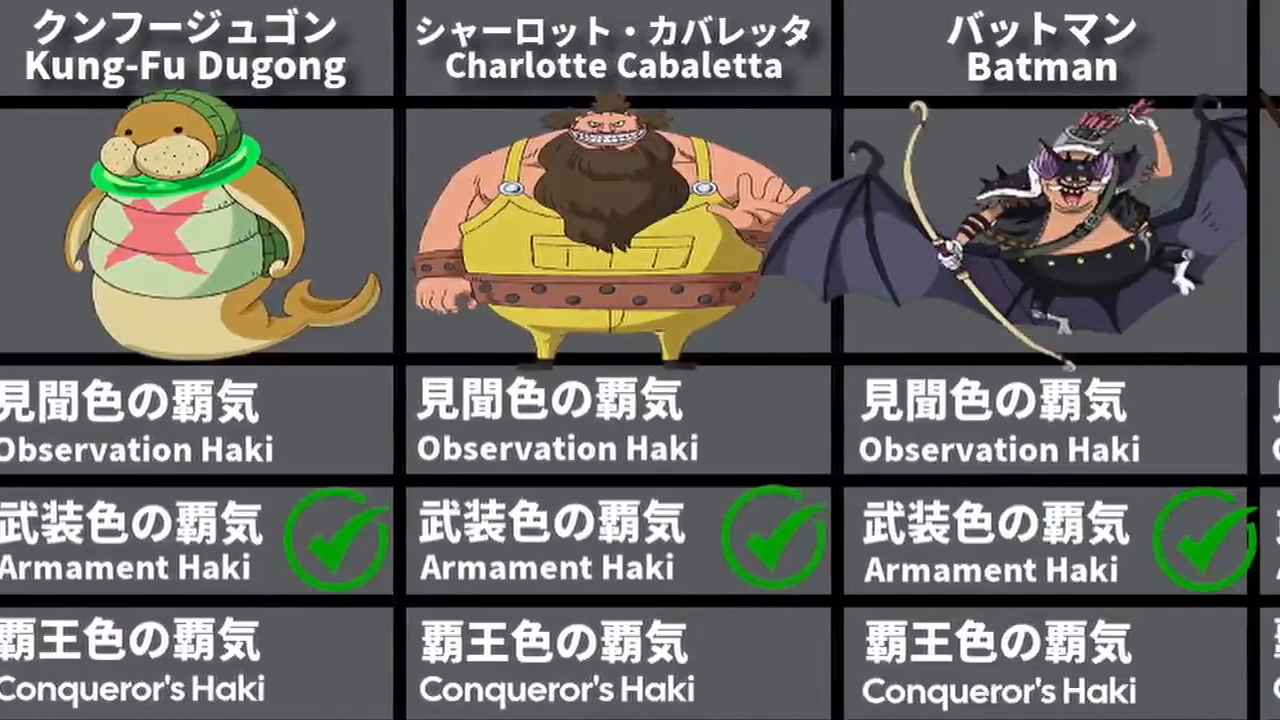 クンフージュゴン
Kung-Fu Dugong
シャーロット・カバレッタ
Charlotte Cabaletta
バットマン
Batman
見聞色の覇気
Observation Haki
見聞色の覇気
Observation Haki
見聞色の覇気
Observation Haki
武装色の覇気
Armament Haki
武装色の覇気
Armament Haki
武装色の覇気
Armament Haki
覇王色の覇気
Conqueror's Haki
覇王色の覇気
Conqueror's Haki
覇王色の覇気
Conqueror's Haki